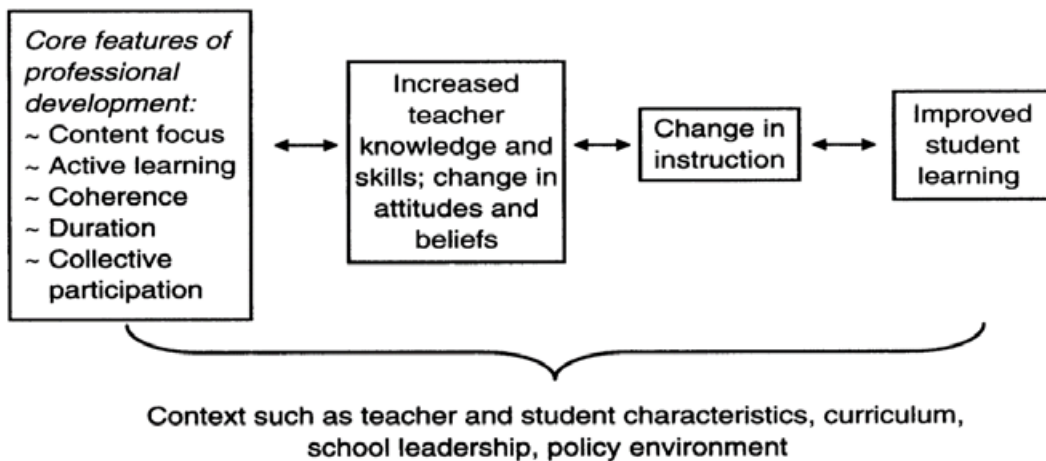 Core features of
professional
development:
~ Content focus
~ Active learning
~ Coherence
~ Duration
~ Collective
participation
Increased
teacher
knowledge and
skills; change in
attitudes and
beliefs
Change in
instruction
Improved
student
learning
Context such as teacher and student characteristics, curriculum,
school leadership, policy environment